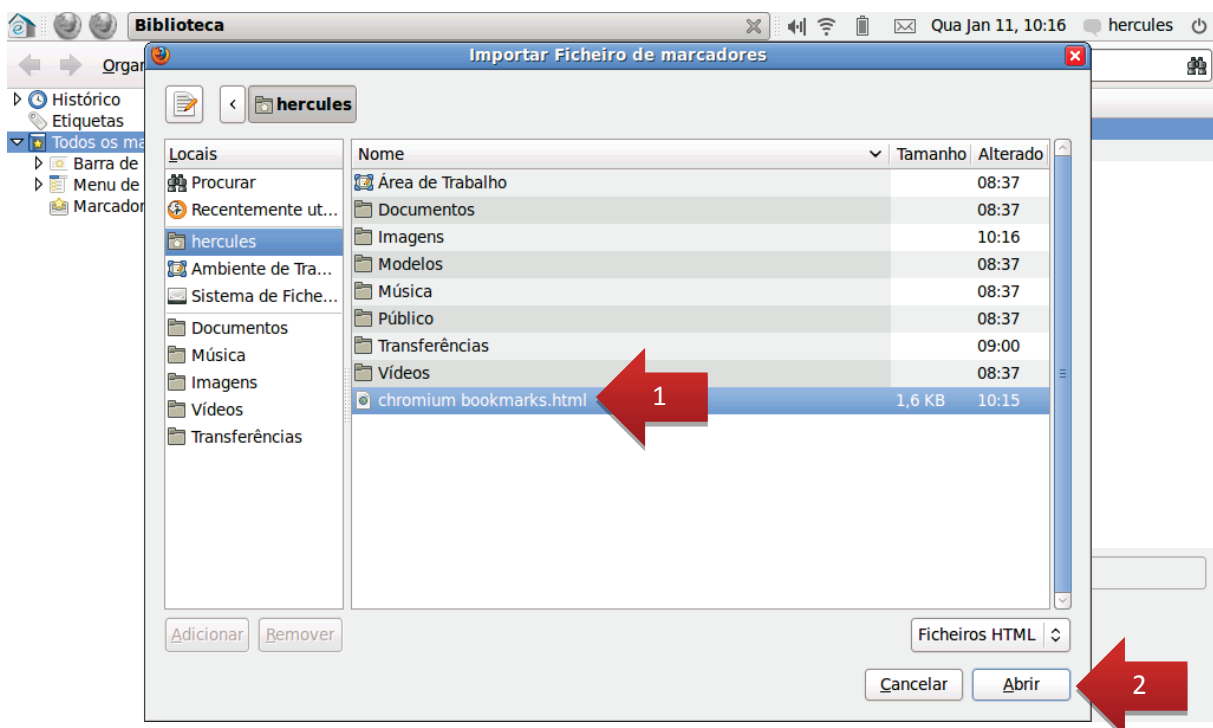 Biblioteca
Qua Jan 11, 10:16 hercules
Importar Ficheiro de marcadores
Orgar
Histórico
Etiquetas
Todos os ma
Barra de
Menu de
Marcador
hercules
Locais
Procurar
Recentemente ut...
hercules
Ambiente de Tra...
Sistema de Fiche...
Documentos
Música
Imagens
Vídeos
Transferências
Nome Tamanho Alterado
Área de Trabalho 08:37
Documentos 08:37
Imagens 10:16
Modelos 08:37
Música 08:37
Público 08:37
Transferências 09:00
Vídeos 08:37
chromium bookmarks.html 1,6 KB 10:15
1
Adicionar Remover
Ficheiros HTML
Cancelar Abrir
2